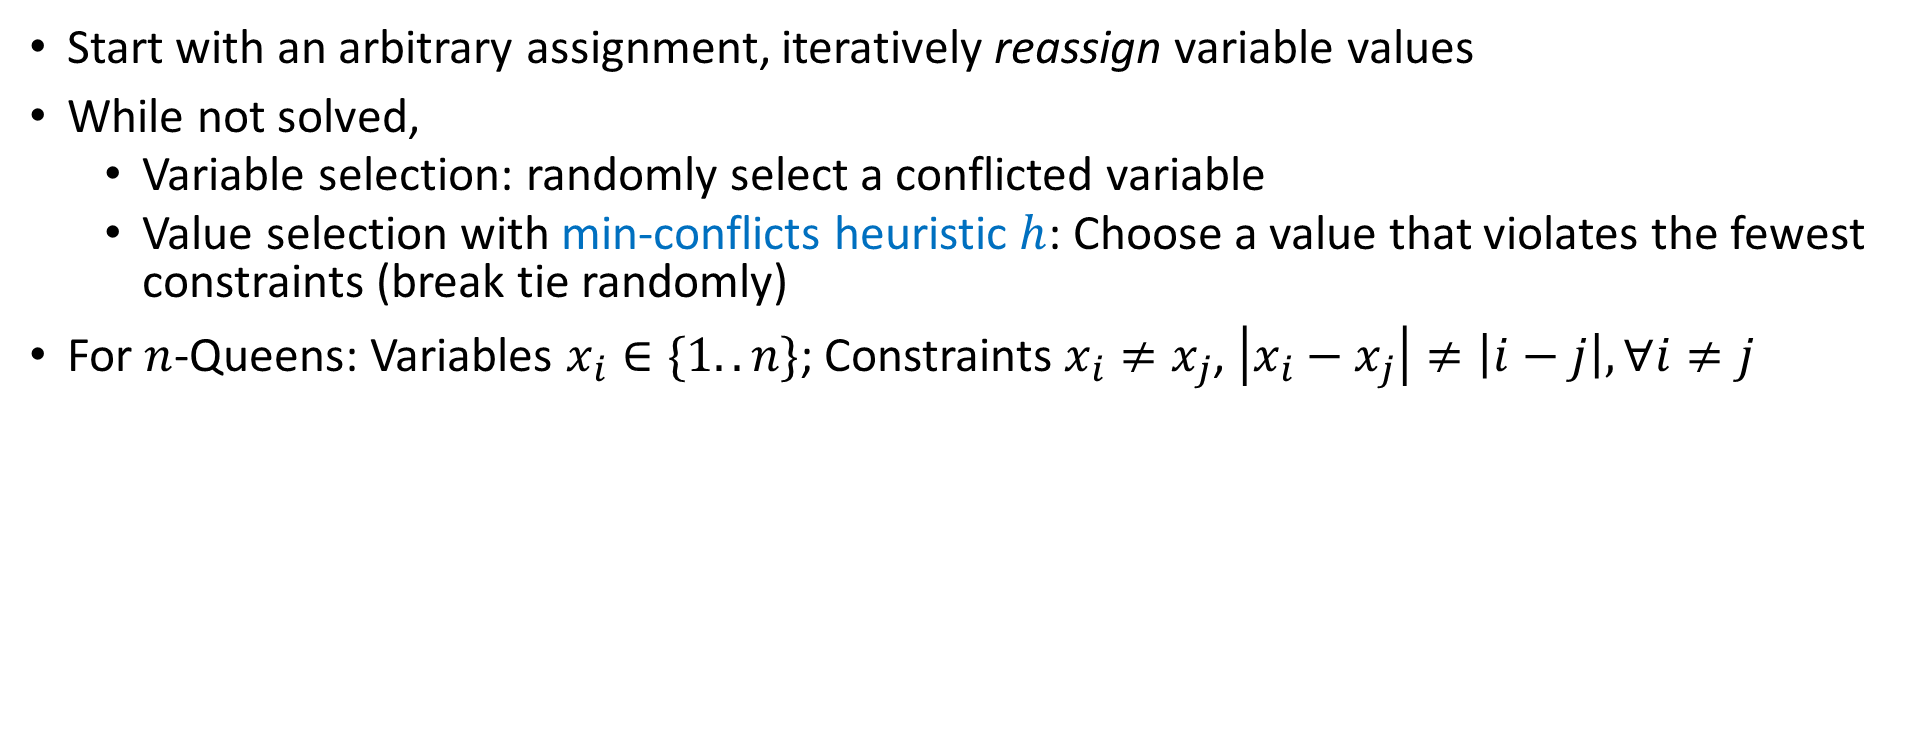 • Start with an arbitrary assignment, iteratively reassign variable values
• While not solved,
• Variable selection: randomly select a conflicted variable
• Value selection with min-conflicts heuristic ℎ: Choose a value that violates the fewest
constraints (break tie randomly)
• For 𝑛-Queens: Variables 𝑥ᵢ ∈ {1..𝑛}; Constraints 𝑥ᵢ ≠ 𝑥ⱼ, |𝑥ᵢ − 𝑥ⱼ| ≠ |𝑖 − 𝑗|, ∀𝑖 ≠ 𝑗